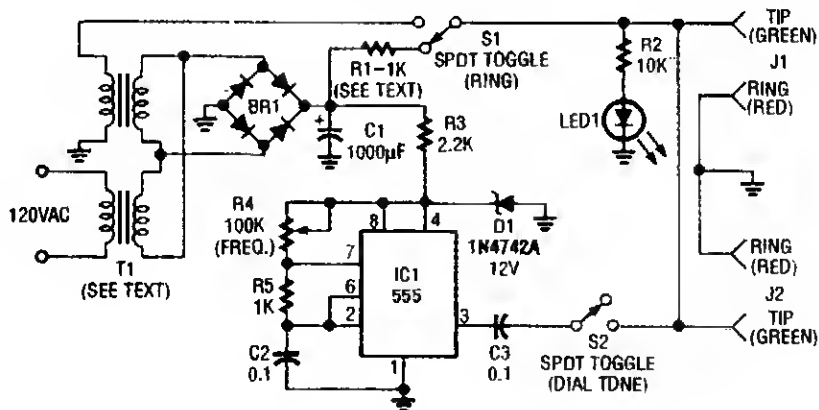 TIP
(GREEN)
J1
S1
SPDT TOGGLE
(RING)
R1-1K
(SEE TEXT)
R2
10K
RING
(RED)
BR1
+
C1
1000µF
R3
2.2K
LED1
120VAC
T1
(SEE TEXT)
R4
100K
(FREQ.)
8
4
D1
1N4742A
12V
7
R5
1K
6
2
IC1
555
3
1
C2
0.1
C3
0.1
S2
SPDT TOGGLE
(DIAL TDNE)
RING
(RED)
J2
TIP
(GREEN)